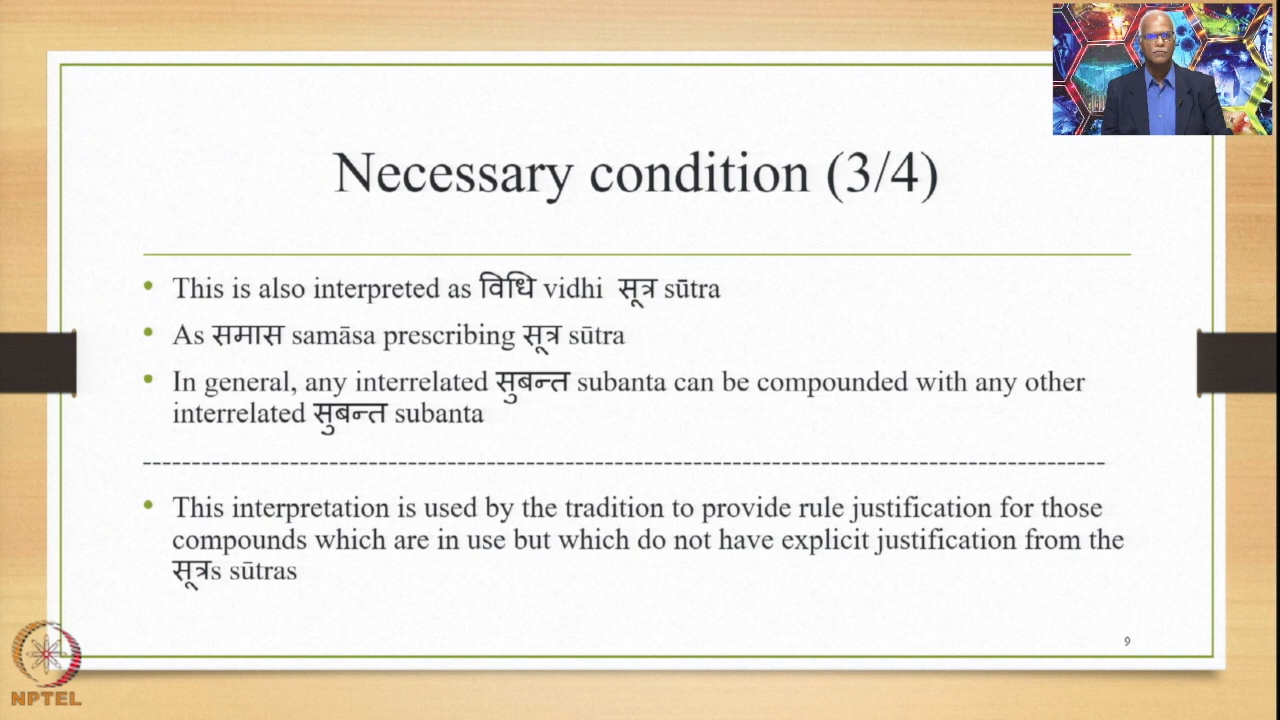 Necessary condition (3/4)
This is also interpreted as विधि vidhi सूत्र sūtra
As समास samāsa prescribing सूत्र sūtra
In general, any interrelated सुबन्त subanta can be compounded with any other
interrelated सुबन्त subanta
---------------------------------------------------------------------------------------------------
This interpretation is used by the tradition to provide rule justification for those
compounds which are in use but which do not have explicit justification from the
सूत्रs sūtras
9
NPTEL